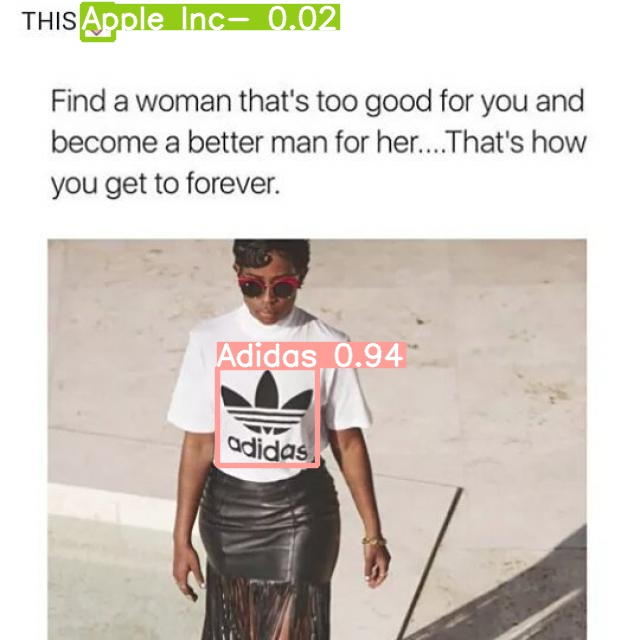 THIS Apple Inc– 0.02
Find a woman that's too good for you and
become a better man for her....That's how
you get to forever.
Adidas 0.94
adidas